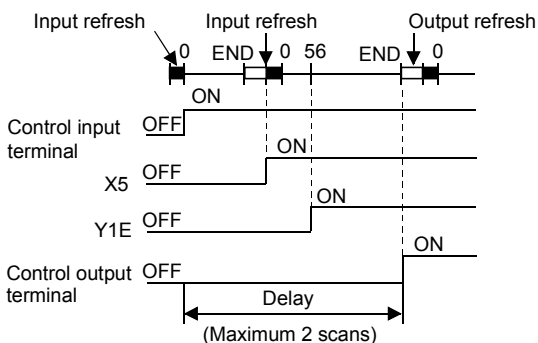 Input refresh Input refresh Output refresh
0 END 0 56 END 0
ON
Control input terminal OFF
ON
X5 OFF
ON
Y1E OFF
ON
Control output terminal OFF
Delay
(Maximum 2 scans)